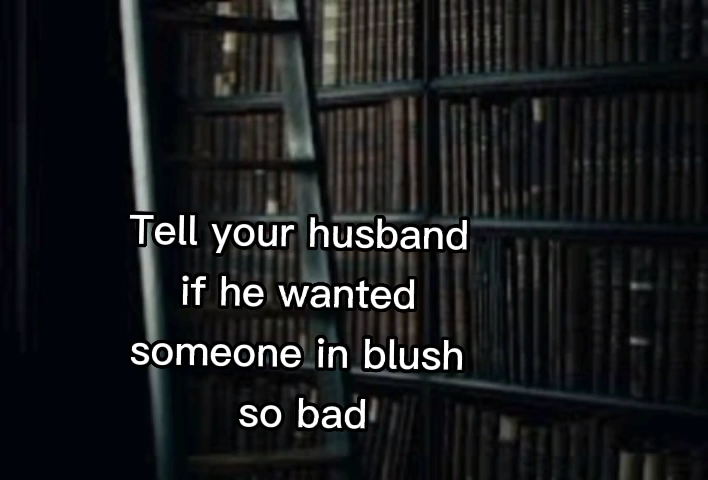 Tell your husband
if he wanted
someone in blush
so bad